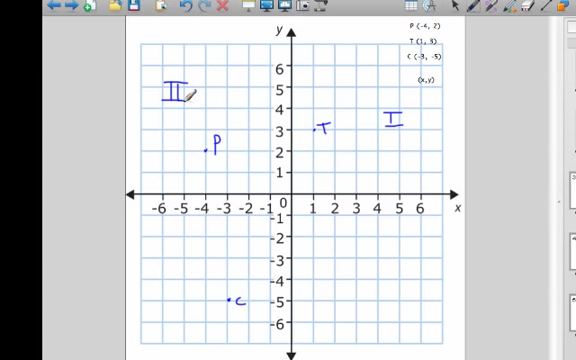 P (-4, 2)
T (1, 3)
C (-3, -5)
(x,y)
y
6
5
4
3
2
1
II
I
P
T
-6 -5 -4 -3 -2 -1 0 1 2 3 4 5 6 x
-1
-2
-3
-4
-5
-6
C